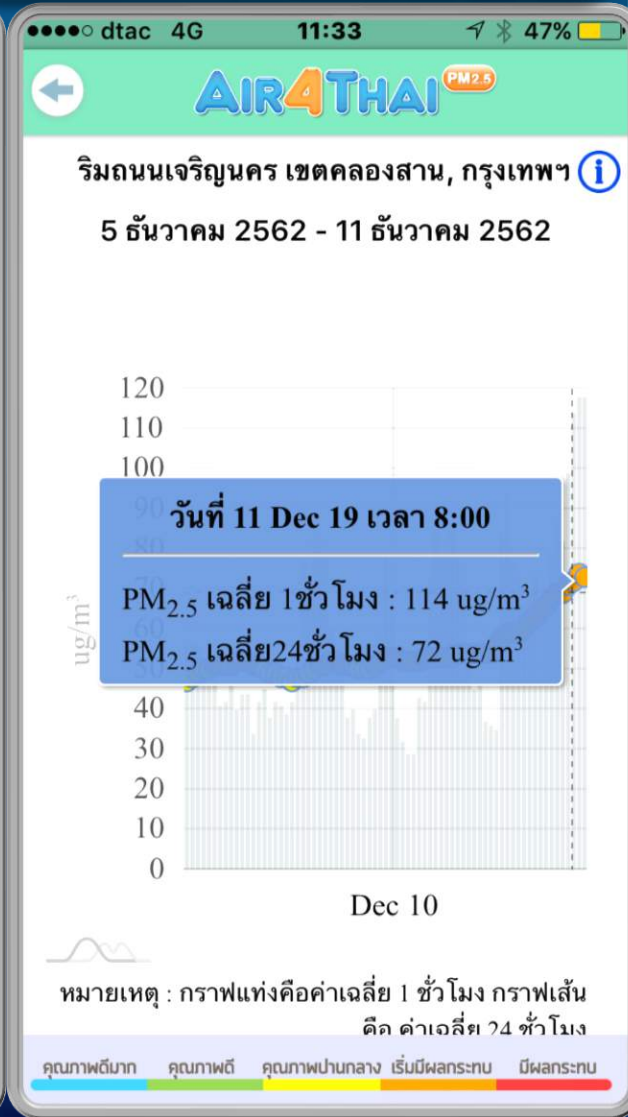 dtac 4G 11:33 47%
AIR4THAI PM2.5
ริมถนนเจริญนคร เขตคลองสาน, กรุงเทพฯ i
5 ธันวาคม 2562 - 11 ธันวาคม 2562
120
110
100
90
วันที่ 11 Dec 19 เวลา 8:00
80
70
PM2.5 เฉลี่ย 1ชั่วโมง : 114 ug/m³
ug/m³
60
PM2.5 เฉลี่ย24ชั่วโมง : 72 ug/m³
50
40
30
20
10
0
Dec 10
หมายเหตุ : กราฟแท่งคือค่าเฉลี่ย 1 ชั่วโมง กราฟเส้น
คือ ค่าเฉลี่ย 24 ชั่วโมง
คุณภาพดีมาก คุณภาพดี คุณภาพปานกลาง เริ่มมีผลกระทบ มีผลกระทบ